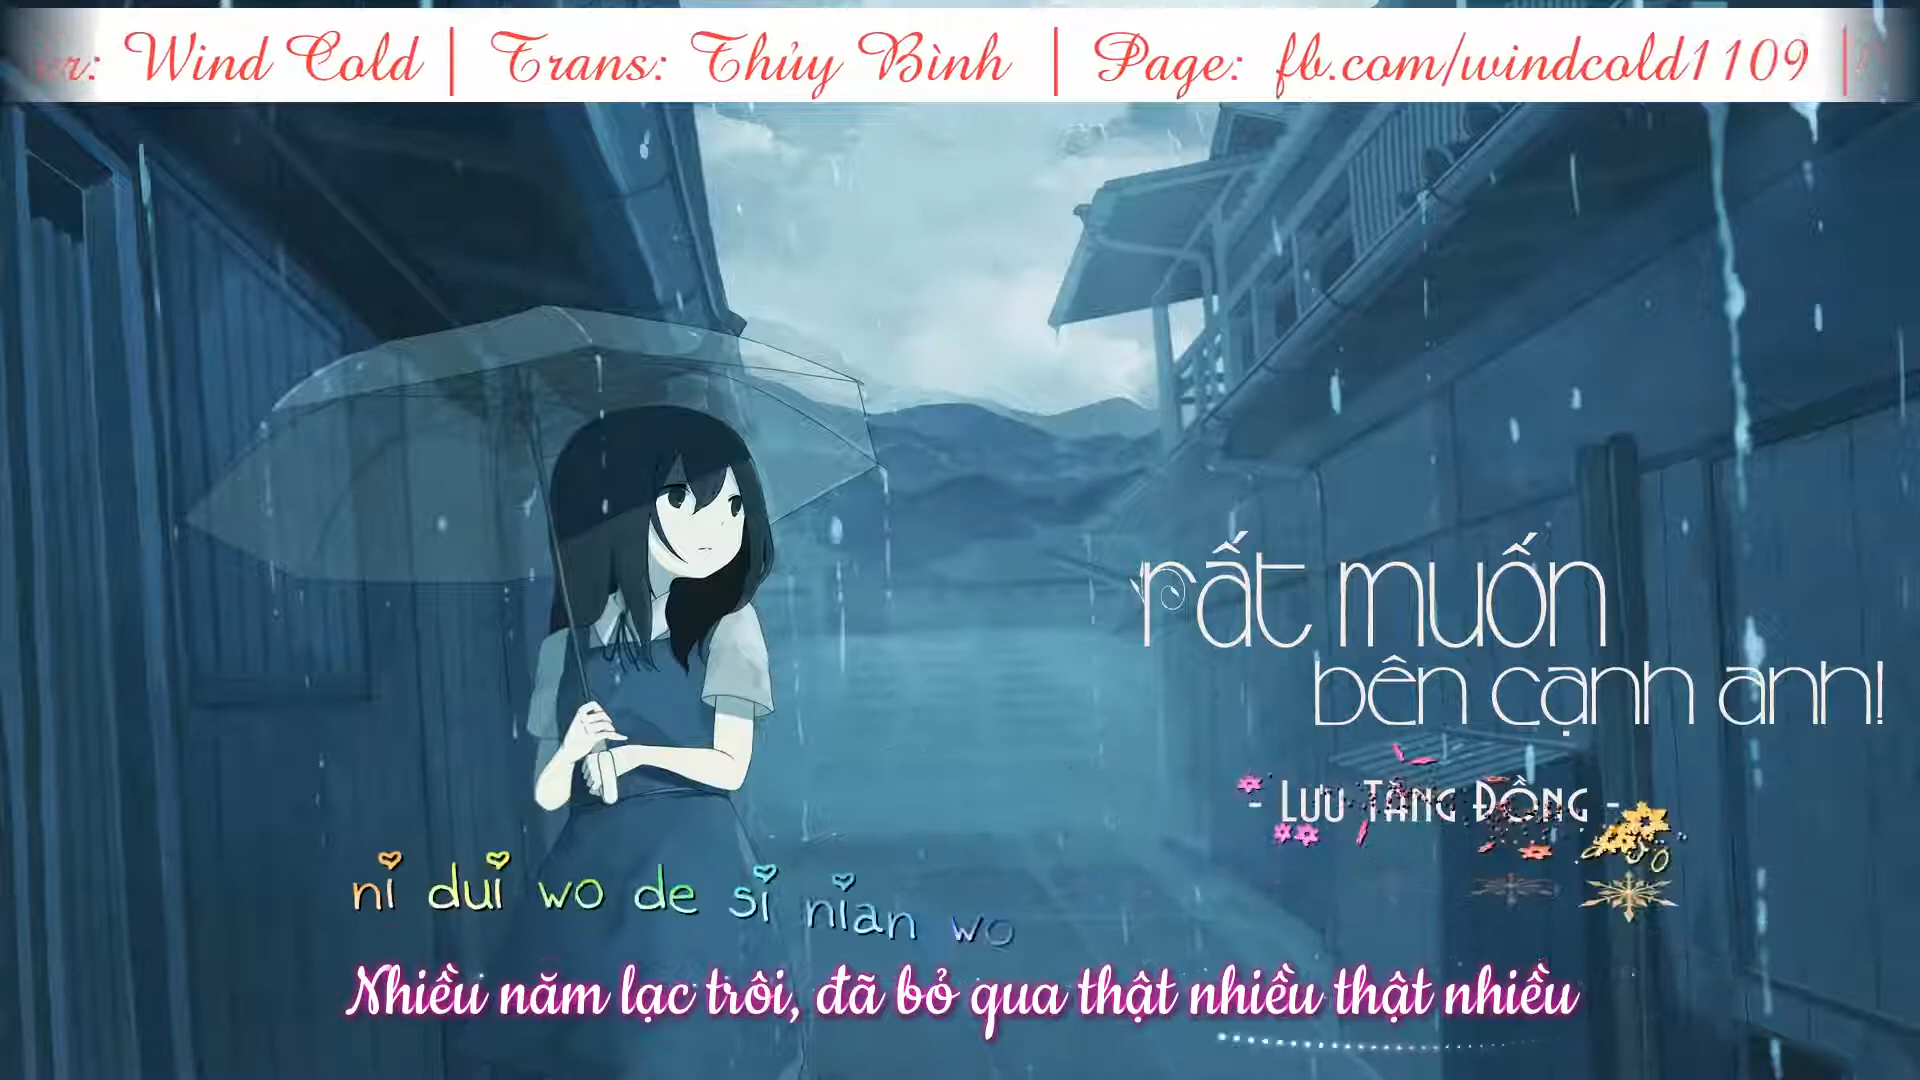 Wind Cold | Trans: Thủy Bình | Page: fb.com/windcold1109 |
rất muốn
bên cạnh anh!
- Lưu Tăng Đồng -
ni dui wo de si nian wo
Nhiều năm lạc trôi, đã bỏ qua thật nhiều thật nhiều